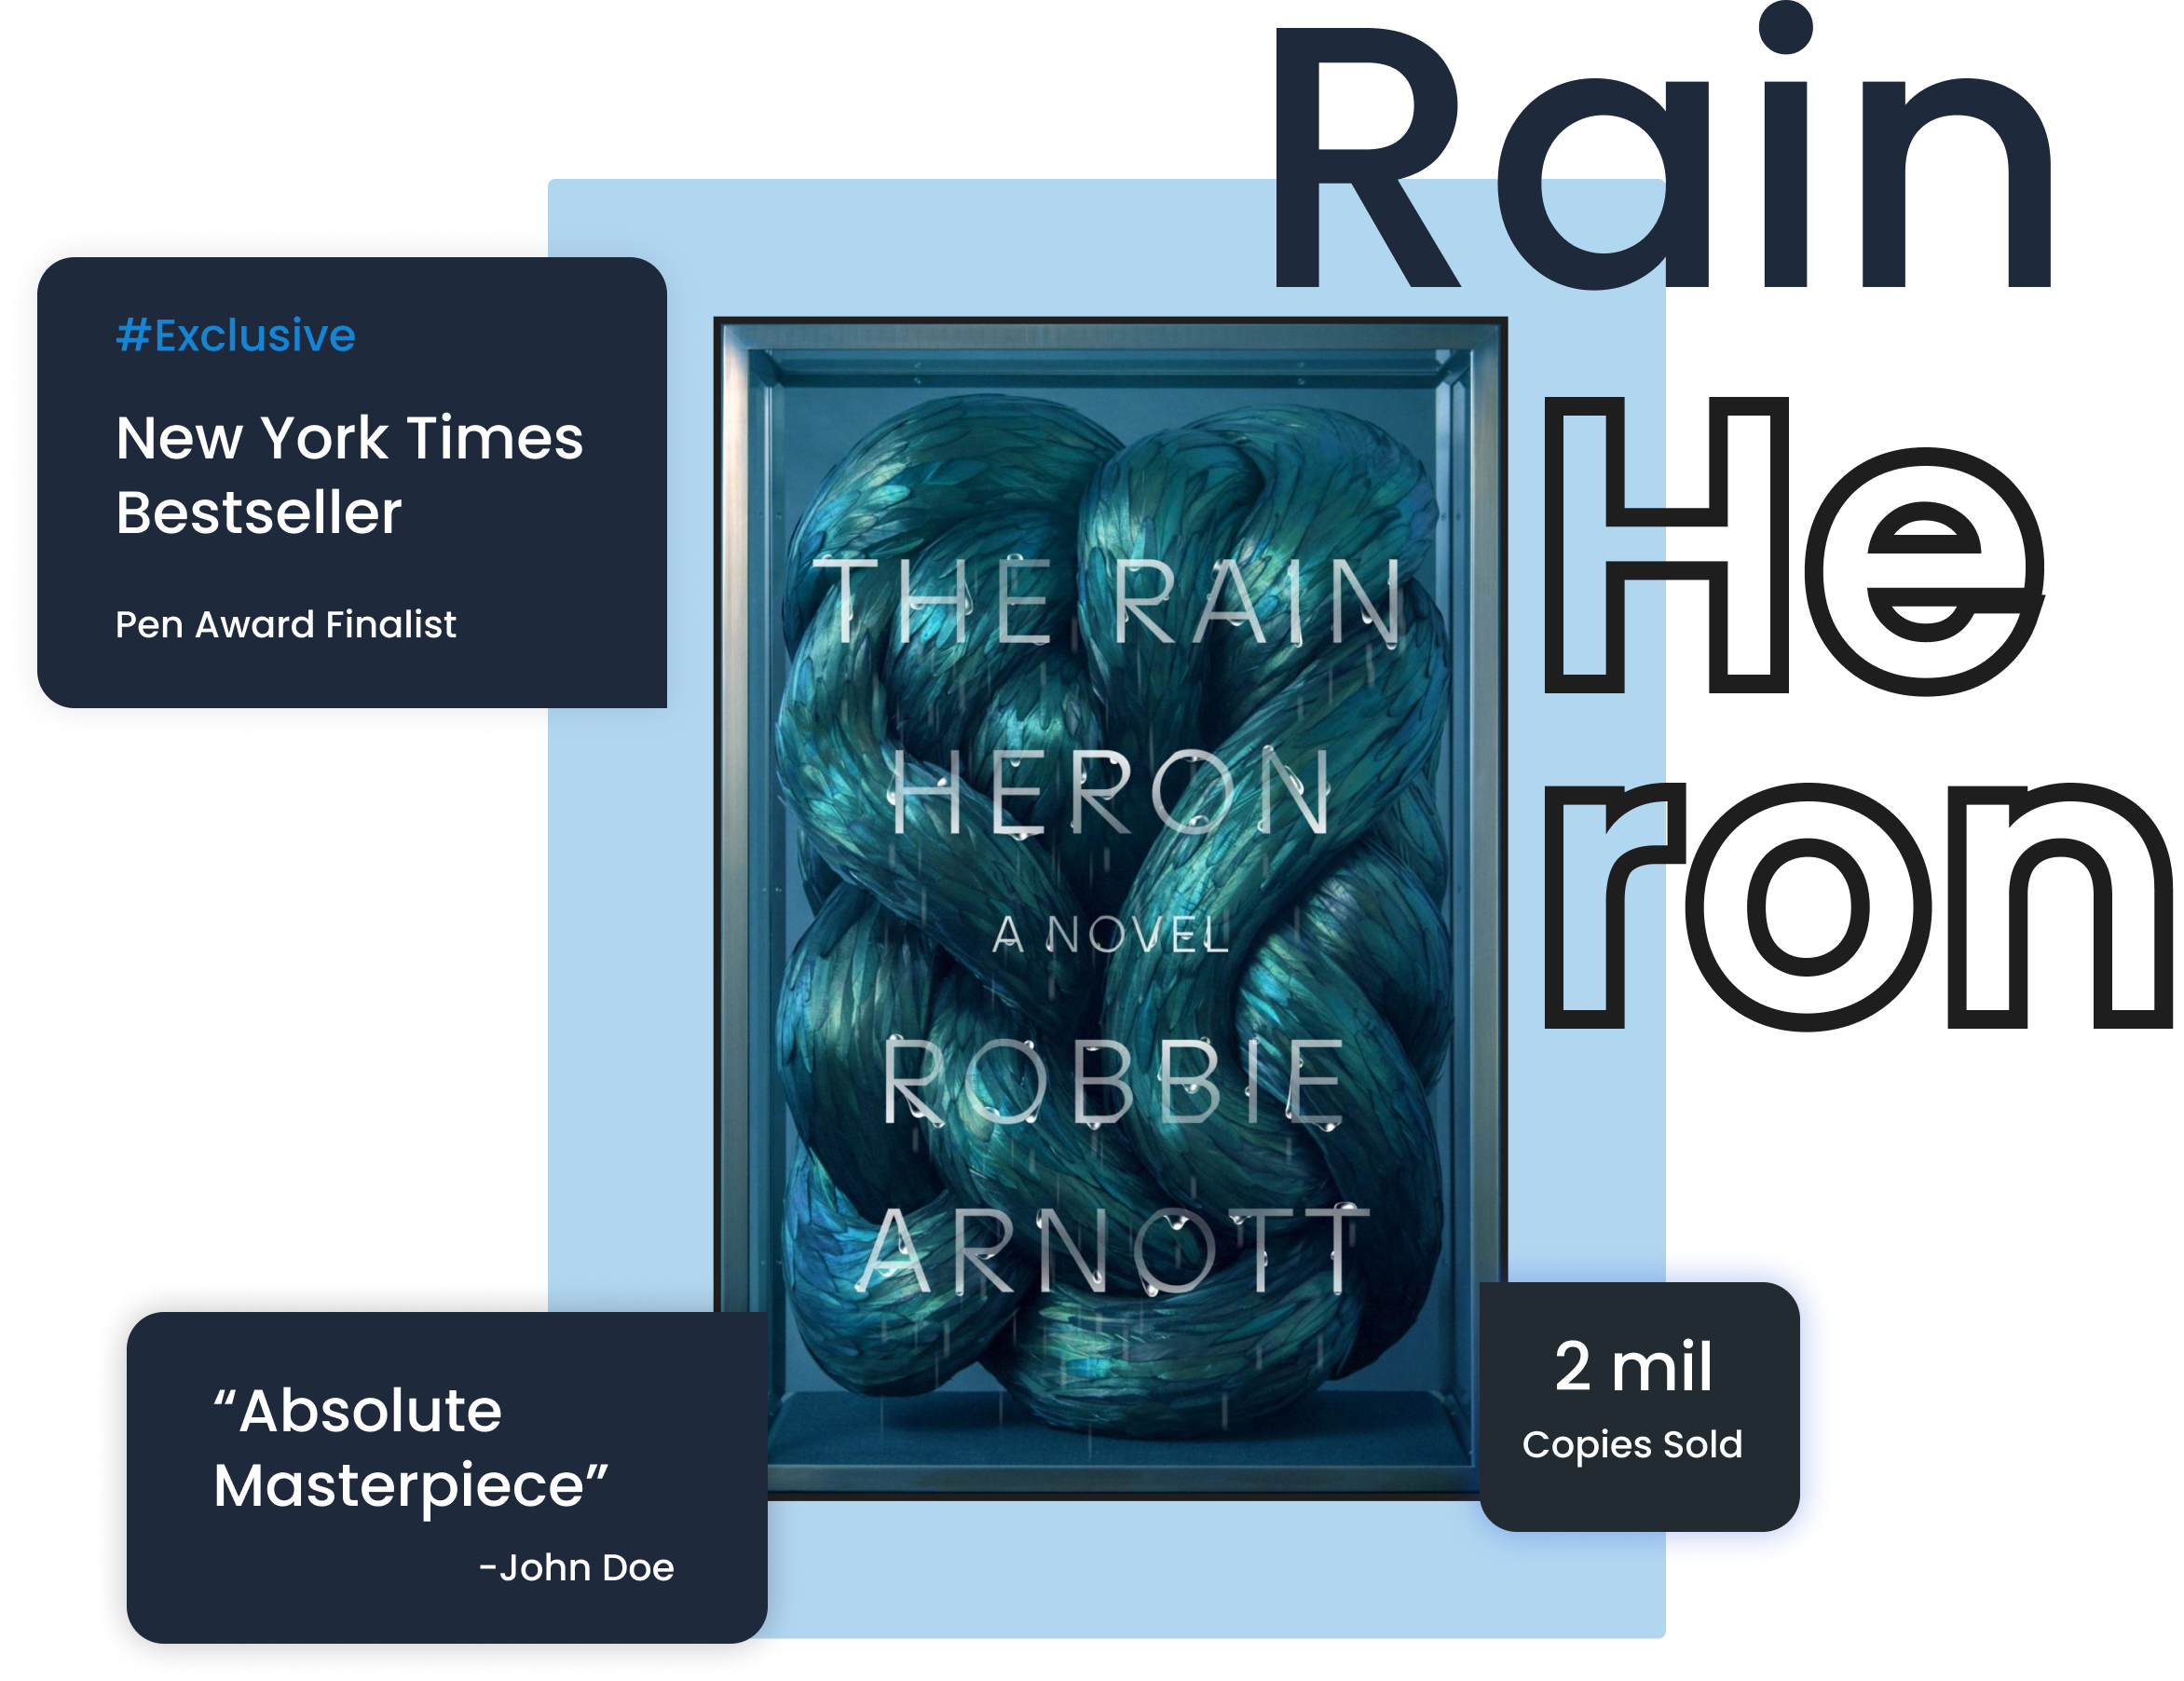 Rain
He
ron
#Exclusive
New York Times
Bestseller
Pen Award Finalist
THE RAIN
HERON
A NOVEL
ROBBIE
ARNOTT
“Absolute
Masterpiece”
-John Doe
2 mil
Copies Sold